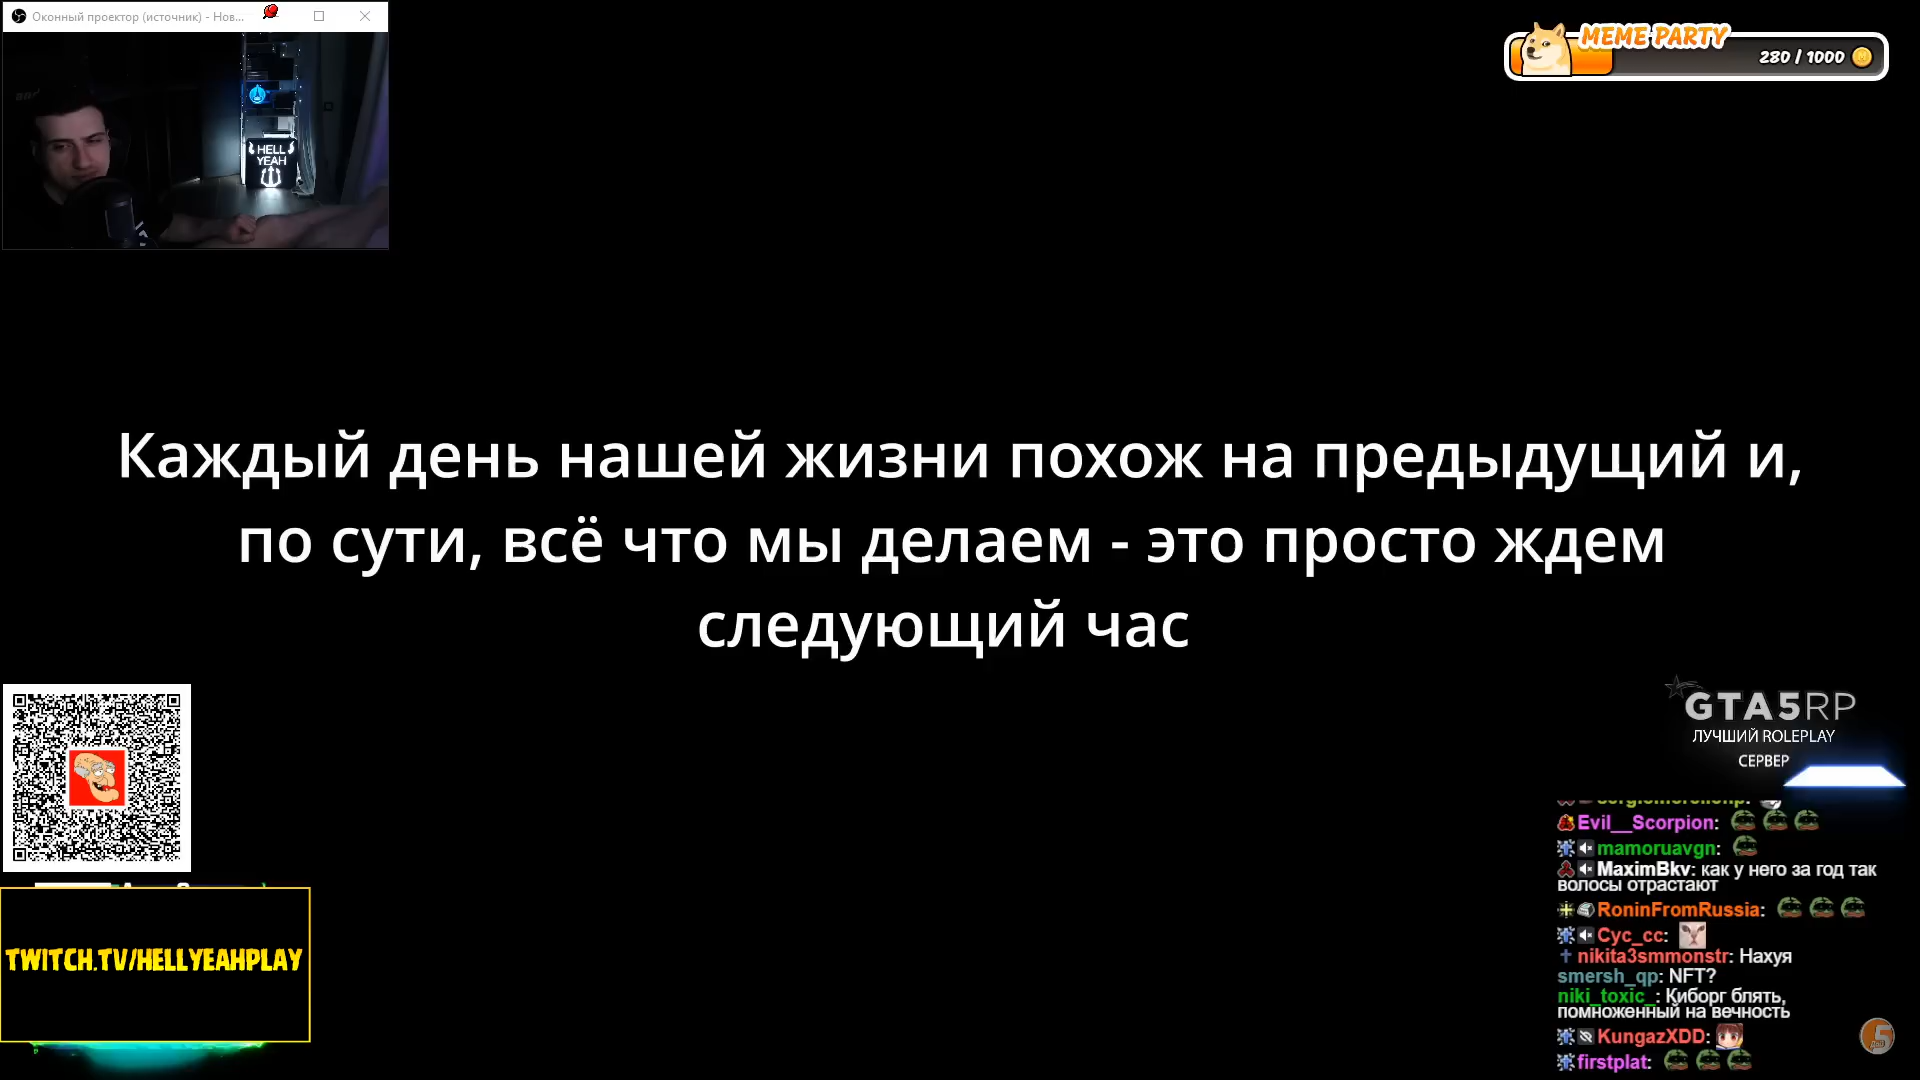 Оконный проектор (источник) - Нов...
HELL
YEAH
MEME PARTY
280 / 1000
Каждый день нашей жизни похож на предыдущий и,
по сути, всё что мы делаем - это просто ждем
следующий час
GTA5RP
ЛУЧШИЙ ROLEPLAY
СЕРВЕР
TWITCH.TV/HELLYEAHPLAY
Evil__Scorpion:
mamoruavgn:
MaximBkv: как у него за год так
волосы отрастают
RoninFromRussia:
Cyc_cc:
nikita3smmonstr: Нахуя
smersh_qp: NFT?
niki_toxic_: Киборг блять,
помноженный на вечность
KungazXDD:
firstplat: